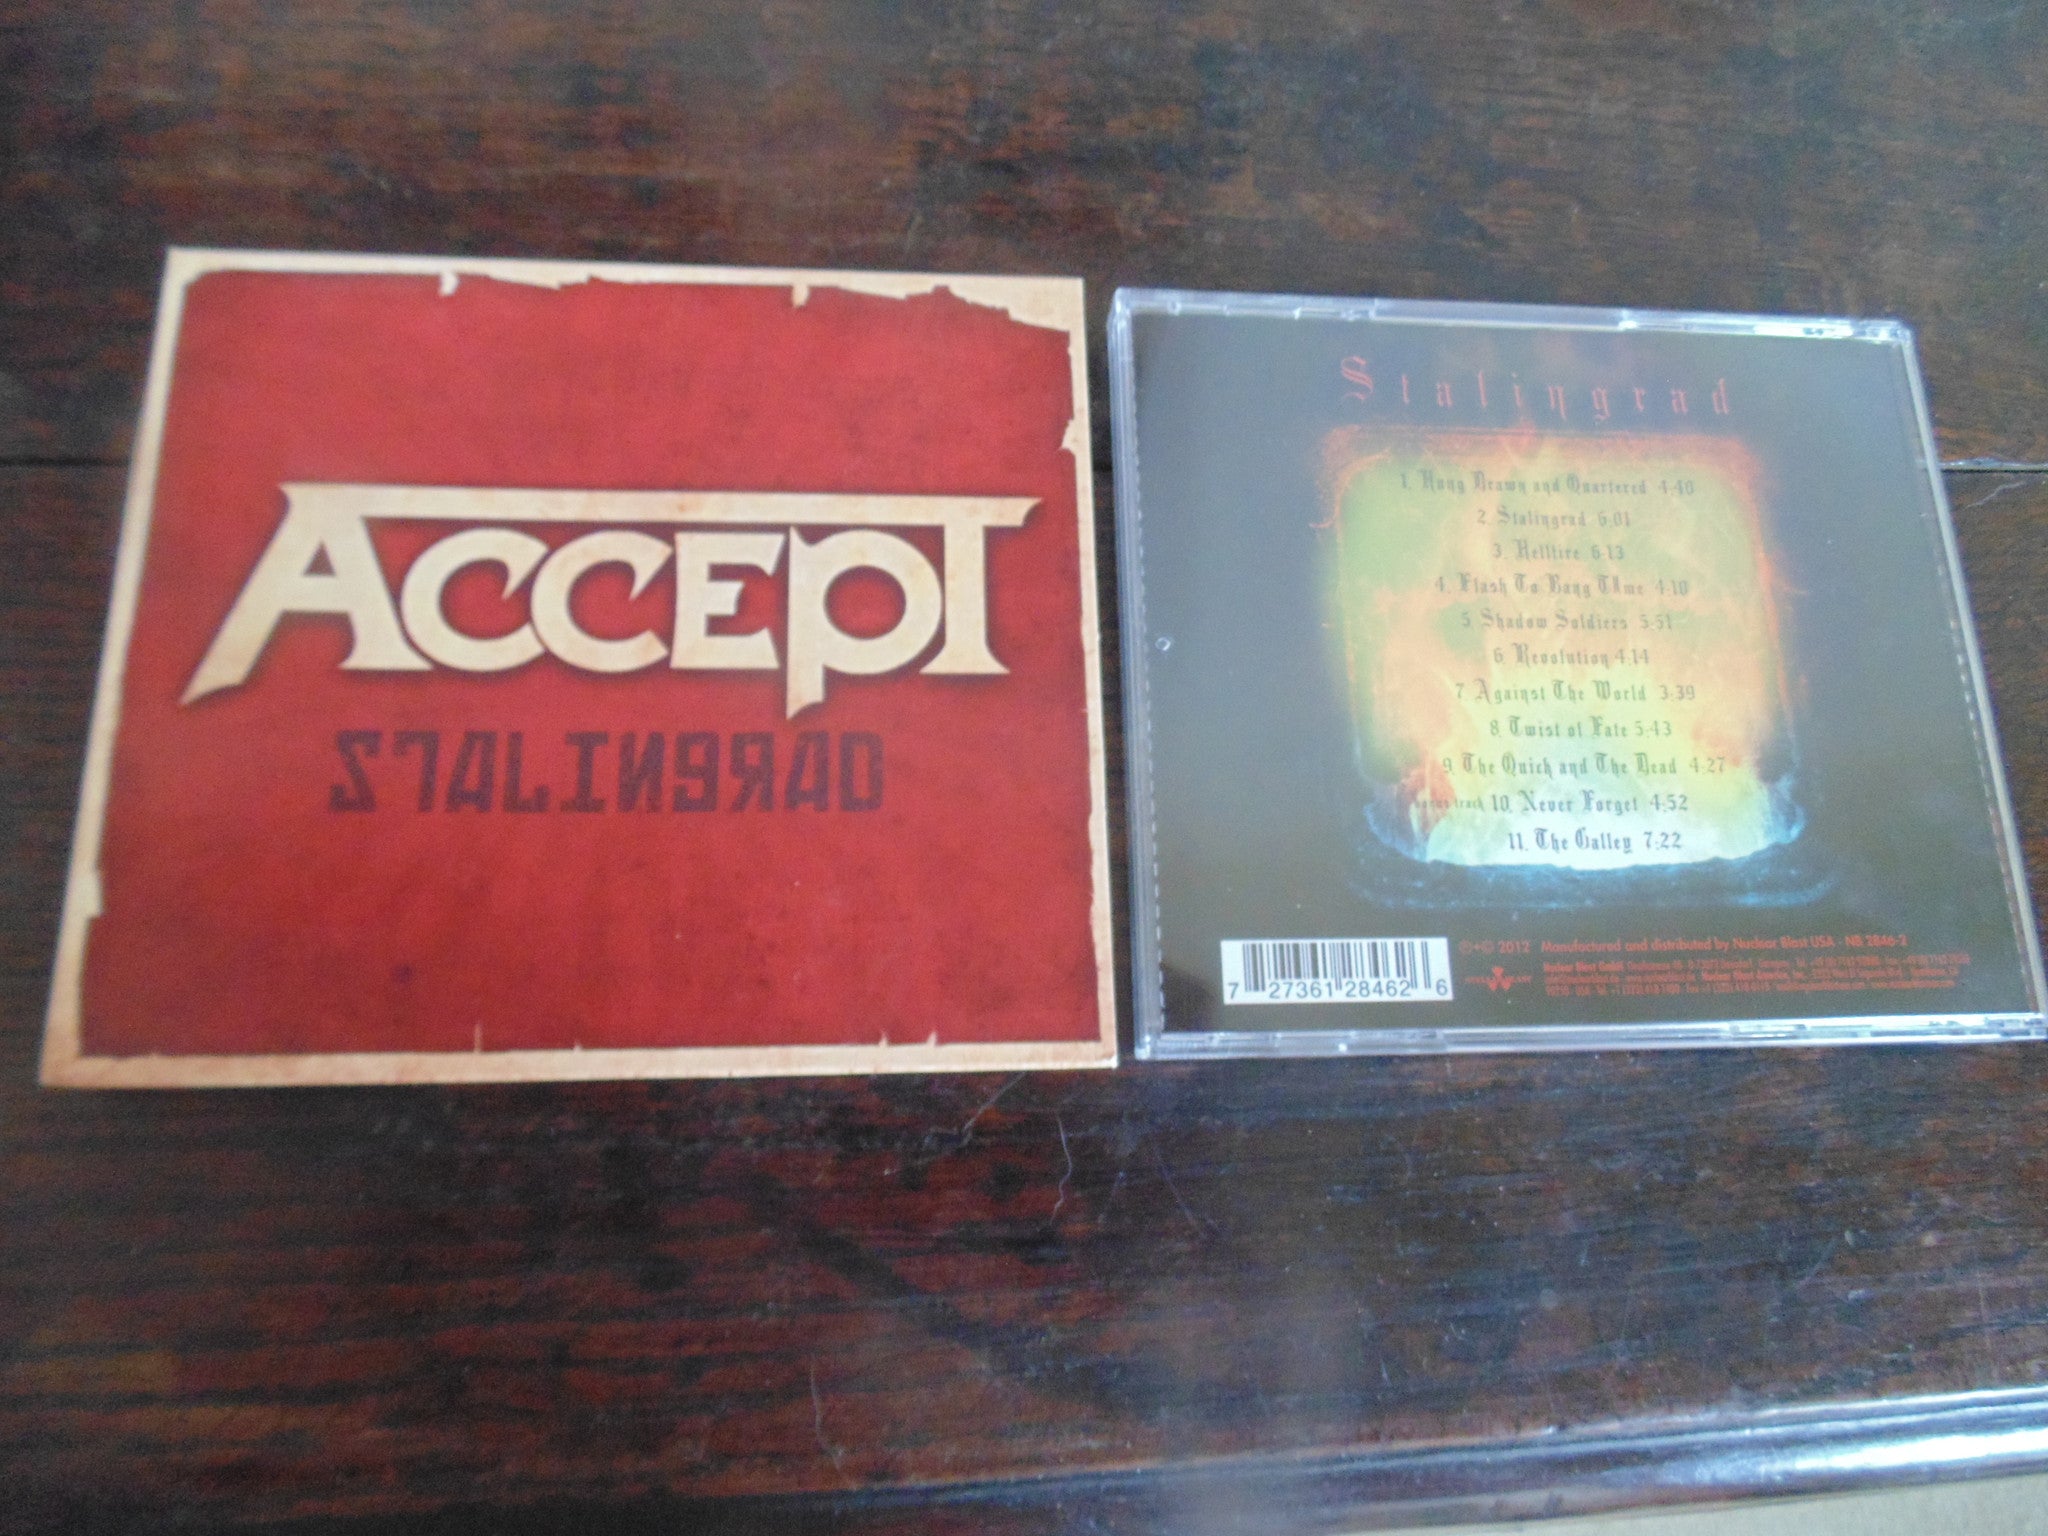 ACCEPT
STALINGRAD
Stalingrad
1. Hung Drawn and Quartered 4:40
2. Stalingrad 6:01
3. Hellfire 6:13
4. Flash To Bang TIme 4:10
5. Shadow Soldiers 5:51
6. Revolution 4:14
7. Against The World 3:39
8. Twist of Fate 5:43
9. The Quick and The Dead 4:27
bonus track 10. Never Forget 4:52
11. The Galley 7:22
7 27361 28462 6
℗+© 2012 Manufactured and distributed by Nuclear Blast USA · NB 2846-2